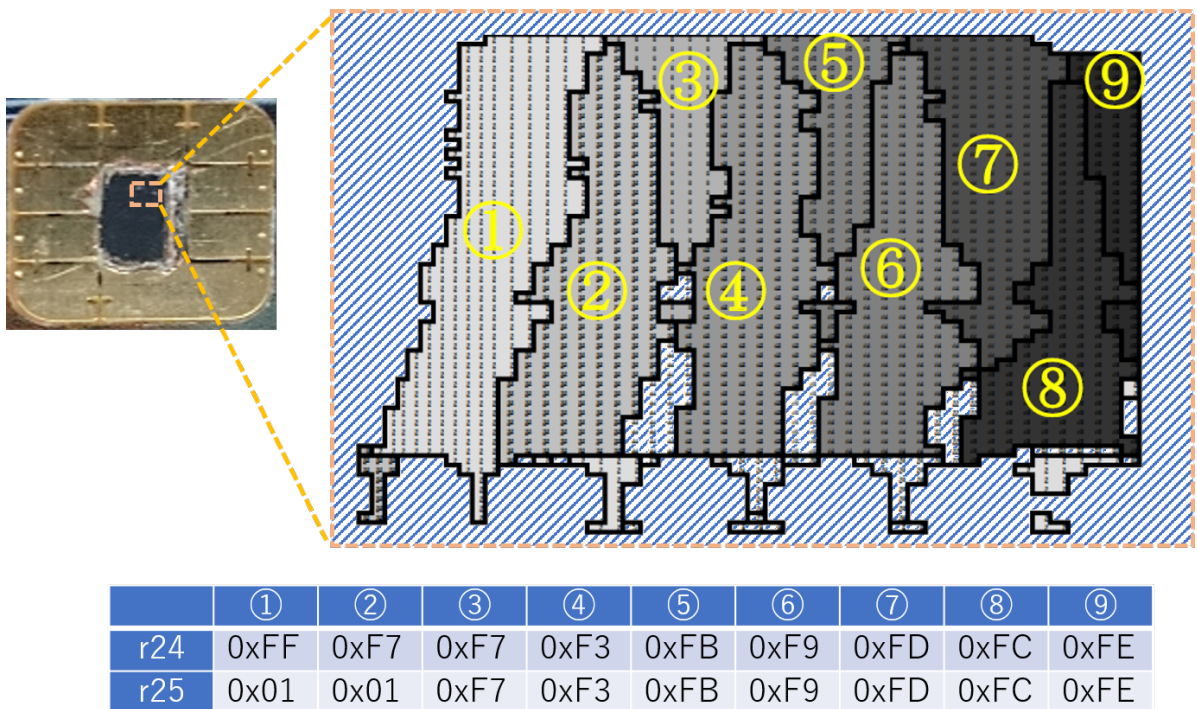 ① ② ③ ④ ⑤ ⑥ ⑦ ⑧ ⑨
① ② ③ ④ ⑤ ⑥ ⑦ ⑧ ⑨
r24 0xFF 0xF7 0xF7 0xF3 0xFB 0xF9 0xFD 0xFC 0xFE
r25 0x01 0x01 0xF7 0xF3 0xFB 0xF9 0xFD 0xFC 0xFE